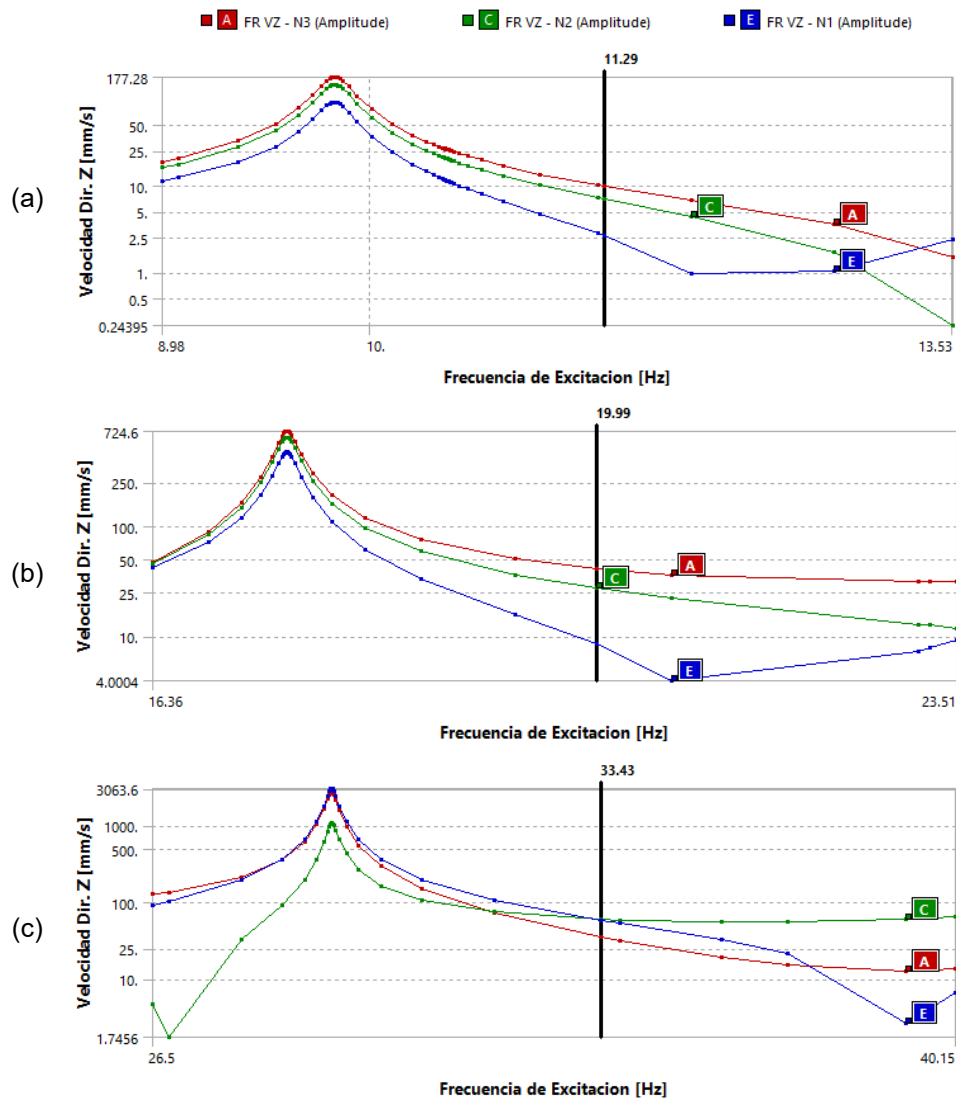 A FR VZ - N3 (Amplitude) C FR VZ - N2 (Amplitude) E FR VZ - N1 (Amplitude)
(a)
11.29
Velocidad Dir. Z [mm/s]
177.28
50.
25.
10.
5.
2.5
1.
0.5
0.24395
C
A
E
8.98 10. 13.53
Frecuencia de Excitacion [Hz]
(b)
19.99
Velocidad Dir. Z [mm/s]
724.6
250.
100.
50.
25.
10.
4.0004
A
C
E
16.36 23.51
Frecuencia de Excitacion [Hz]
(c)
33.43
Velocidad Dir. Z [mm/s]
3063.6
1000.
500.
100.
25.
10.
1.7456
C
A
E
26.5 40.15
Frecuencia de Excitacion [Hz]